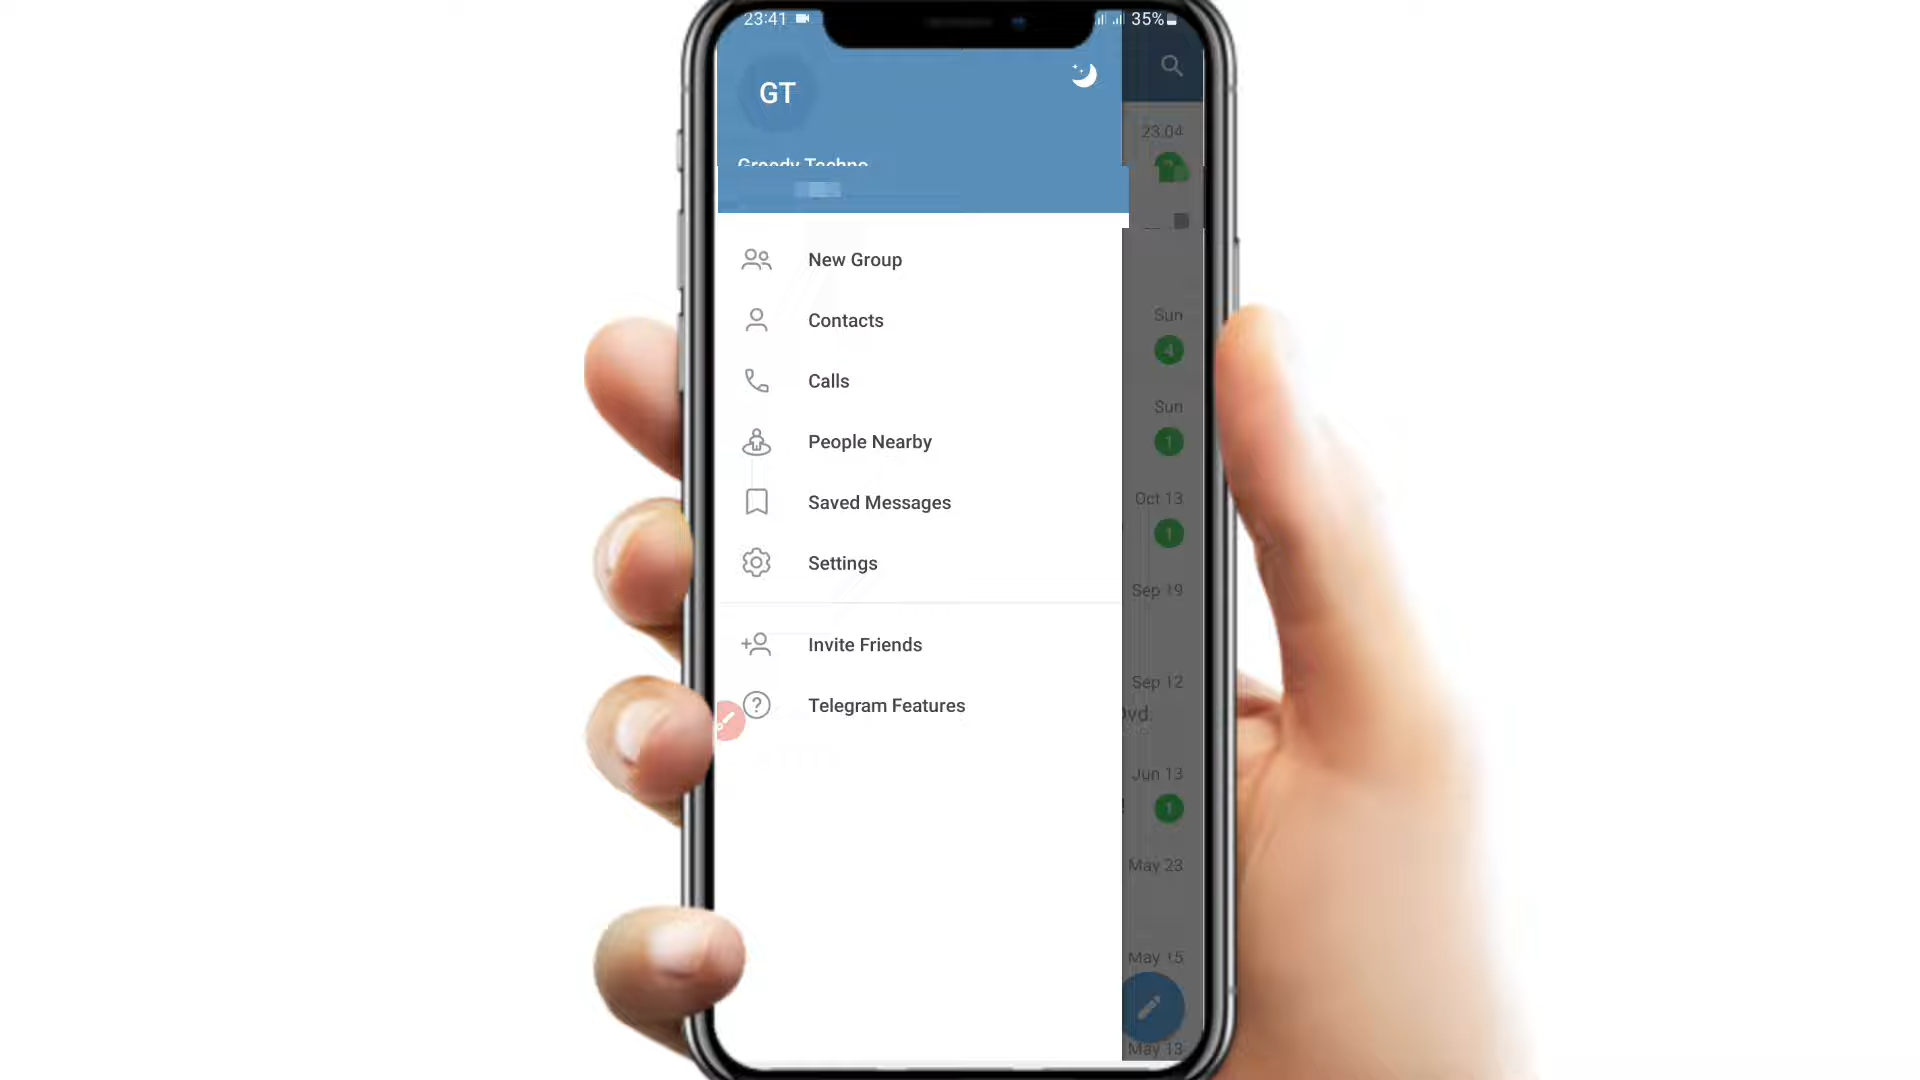 23:41
35%
GT
23:04
Greedy Techno
New Group
Sun
Contacts
4
Calls
Sun
People Nearby
1
Saved Messages
Oct 13
1
Settings
Sep 19
Invite Friends
Sep 12
Telegram Features
Jun 13
1
May 23
May 15
May 13